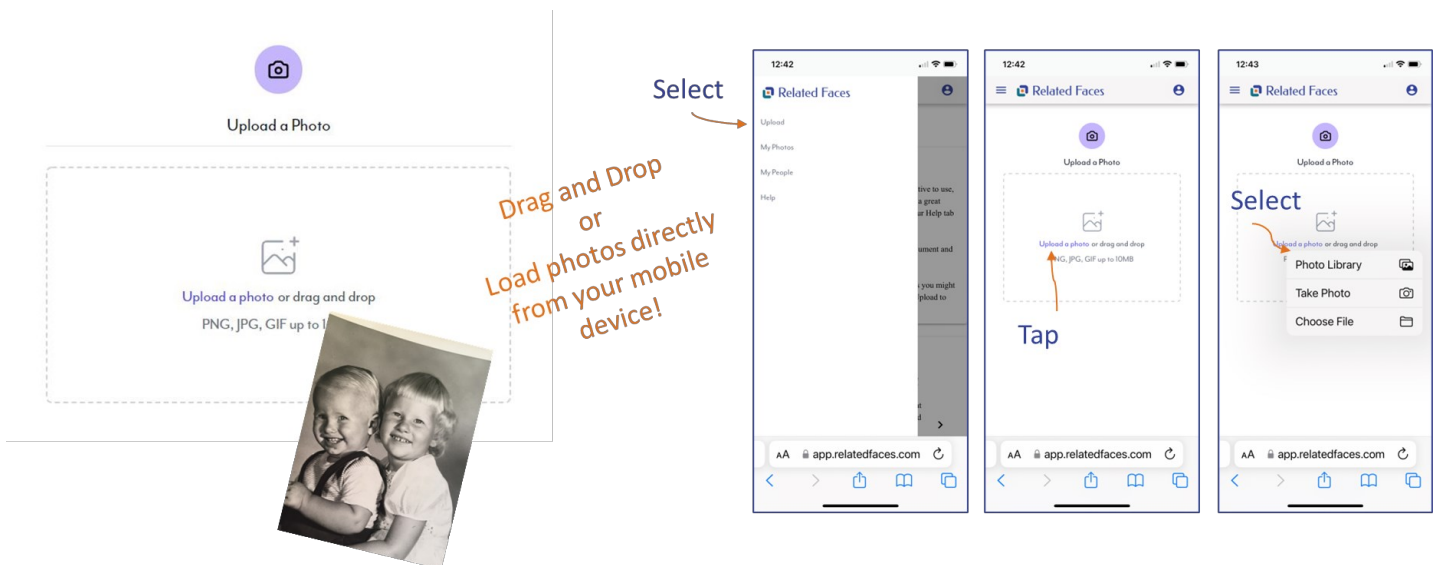 Upload a Photo
Upload a photo or drag and drop
PNG, JPG, GIF up to 1
Drag and Drop
or
Load photos directly
from your mobile
device!
Select
12:42
Related Faces
Upload
My Photos
My People
Help
tive to use,
a great
ur Help tab
ument and
s you might
Upload to
AA app.relatedfaces.com
12:42
Related Faces
Upload a Photo
Upload a photo or drag and drop
PNG, JPG, GIF up to 10MB
Tap
AA app.relatedfaces.com
12:43
Related Faces
Upload a Photo
Select
Upload a photo or drag and drop
Photo Library
Take Photo
Choose File
AA app.relatedfaces.com